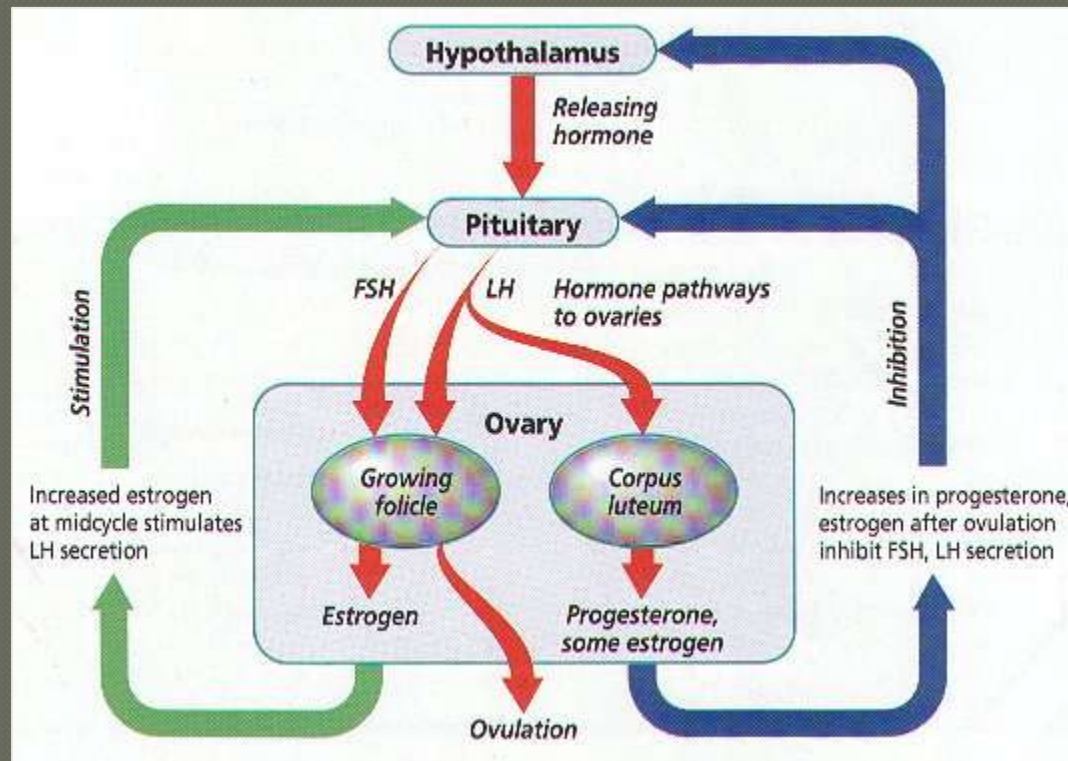 Hypothalamus
Releasing
hormone
Pituitary
FSH
LH
Hormone pathways
to ovaries
Stimulation
Inhibition
Ovary
Growing
folicle
Corpus
luteum
Increased estrogen
at midcycle stimulates
LH secretion
Increases in progesterone,
estrogen after ovulation
inhibit FSH, LH secretion
Estrogen
Progesterone,
some estrogen
Ovulation